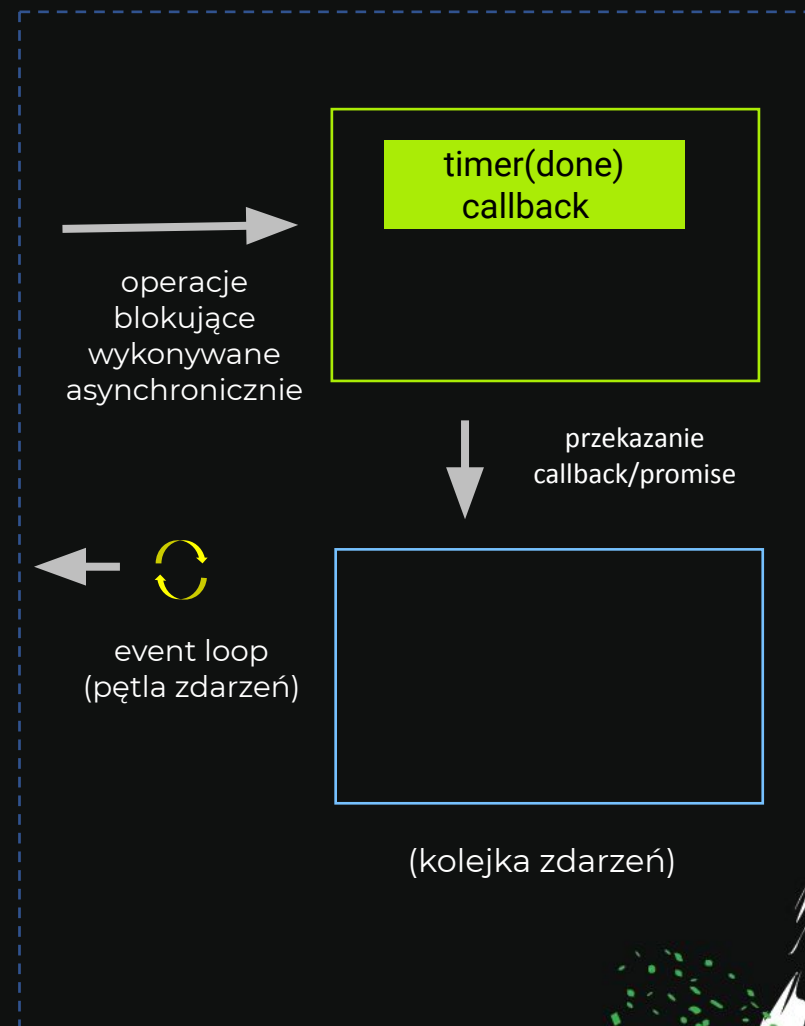 timer(done)
callback
operacje
blokujące
wykonywane
asynchronicznie
przekazanie
callback/promise
event loop
(pętla zdarzeń)
(kolejka zdarzeń)